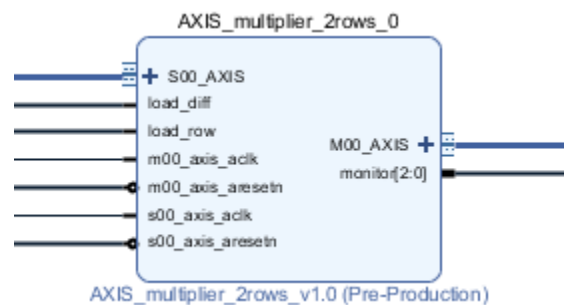 AXIS_multiplier_2rows_0
S00_AXIS
load_diff
load_row
m00_axis_aclk
m00_axis_aresetn
s00_axis_aclk
s00_axis_aresetn
M00_AXIS
monitor[2:0]
AXIS_multiplier_2rows_v1.0 (Pre-Production)